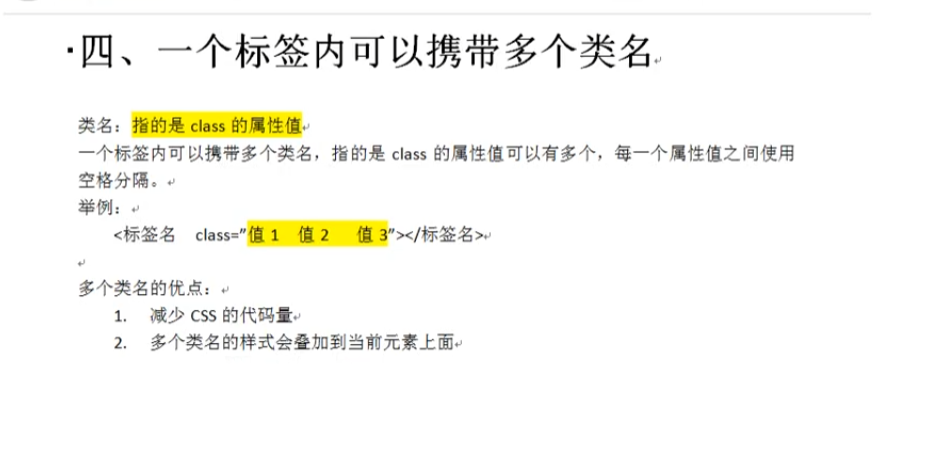 ·四、一个标签内可以携带多个类名
类名：指的是 class 的属性值
一个标签内可以携带多个类名，指的是 class 的属性值可以有多个，每一个属性值之间使用
空格分隔。
举例：
<标签名 class="值 1 值 2 值 3"></标签名>
多个类名的优点：
1. 减少 CSS 的代码量
2. 多个类名的样式会叠加到当前元素上面